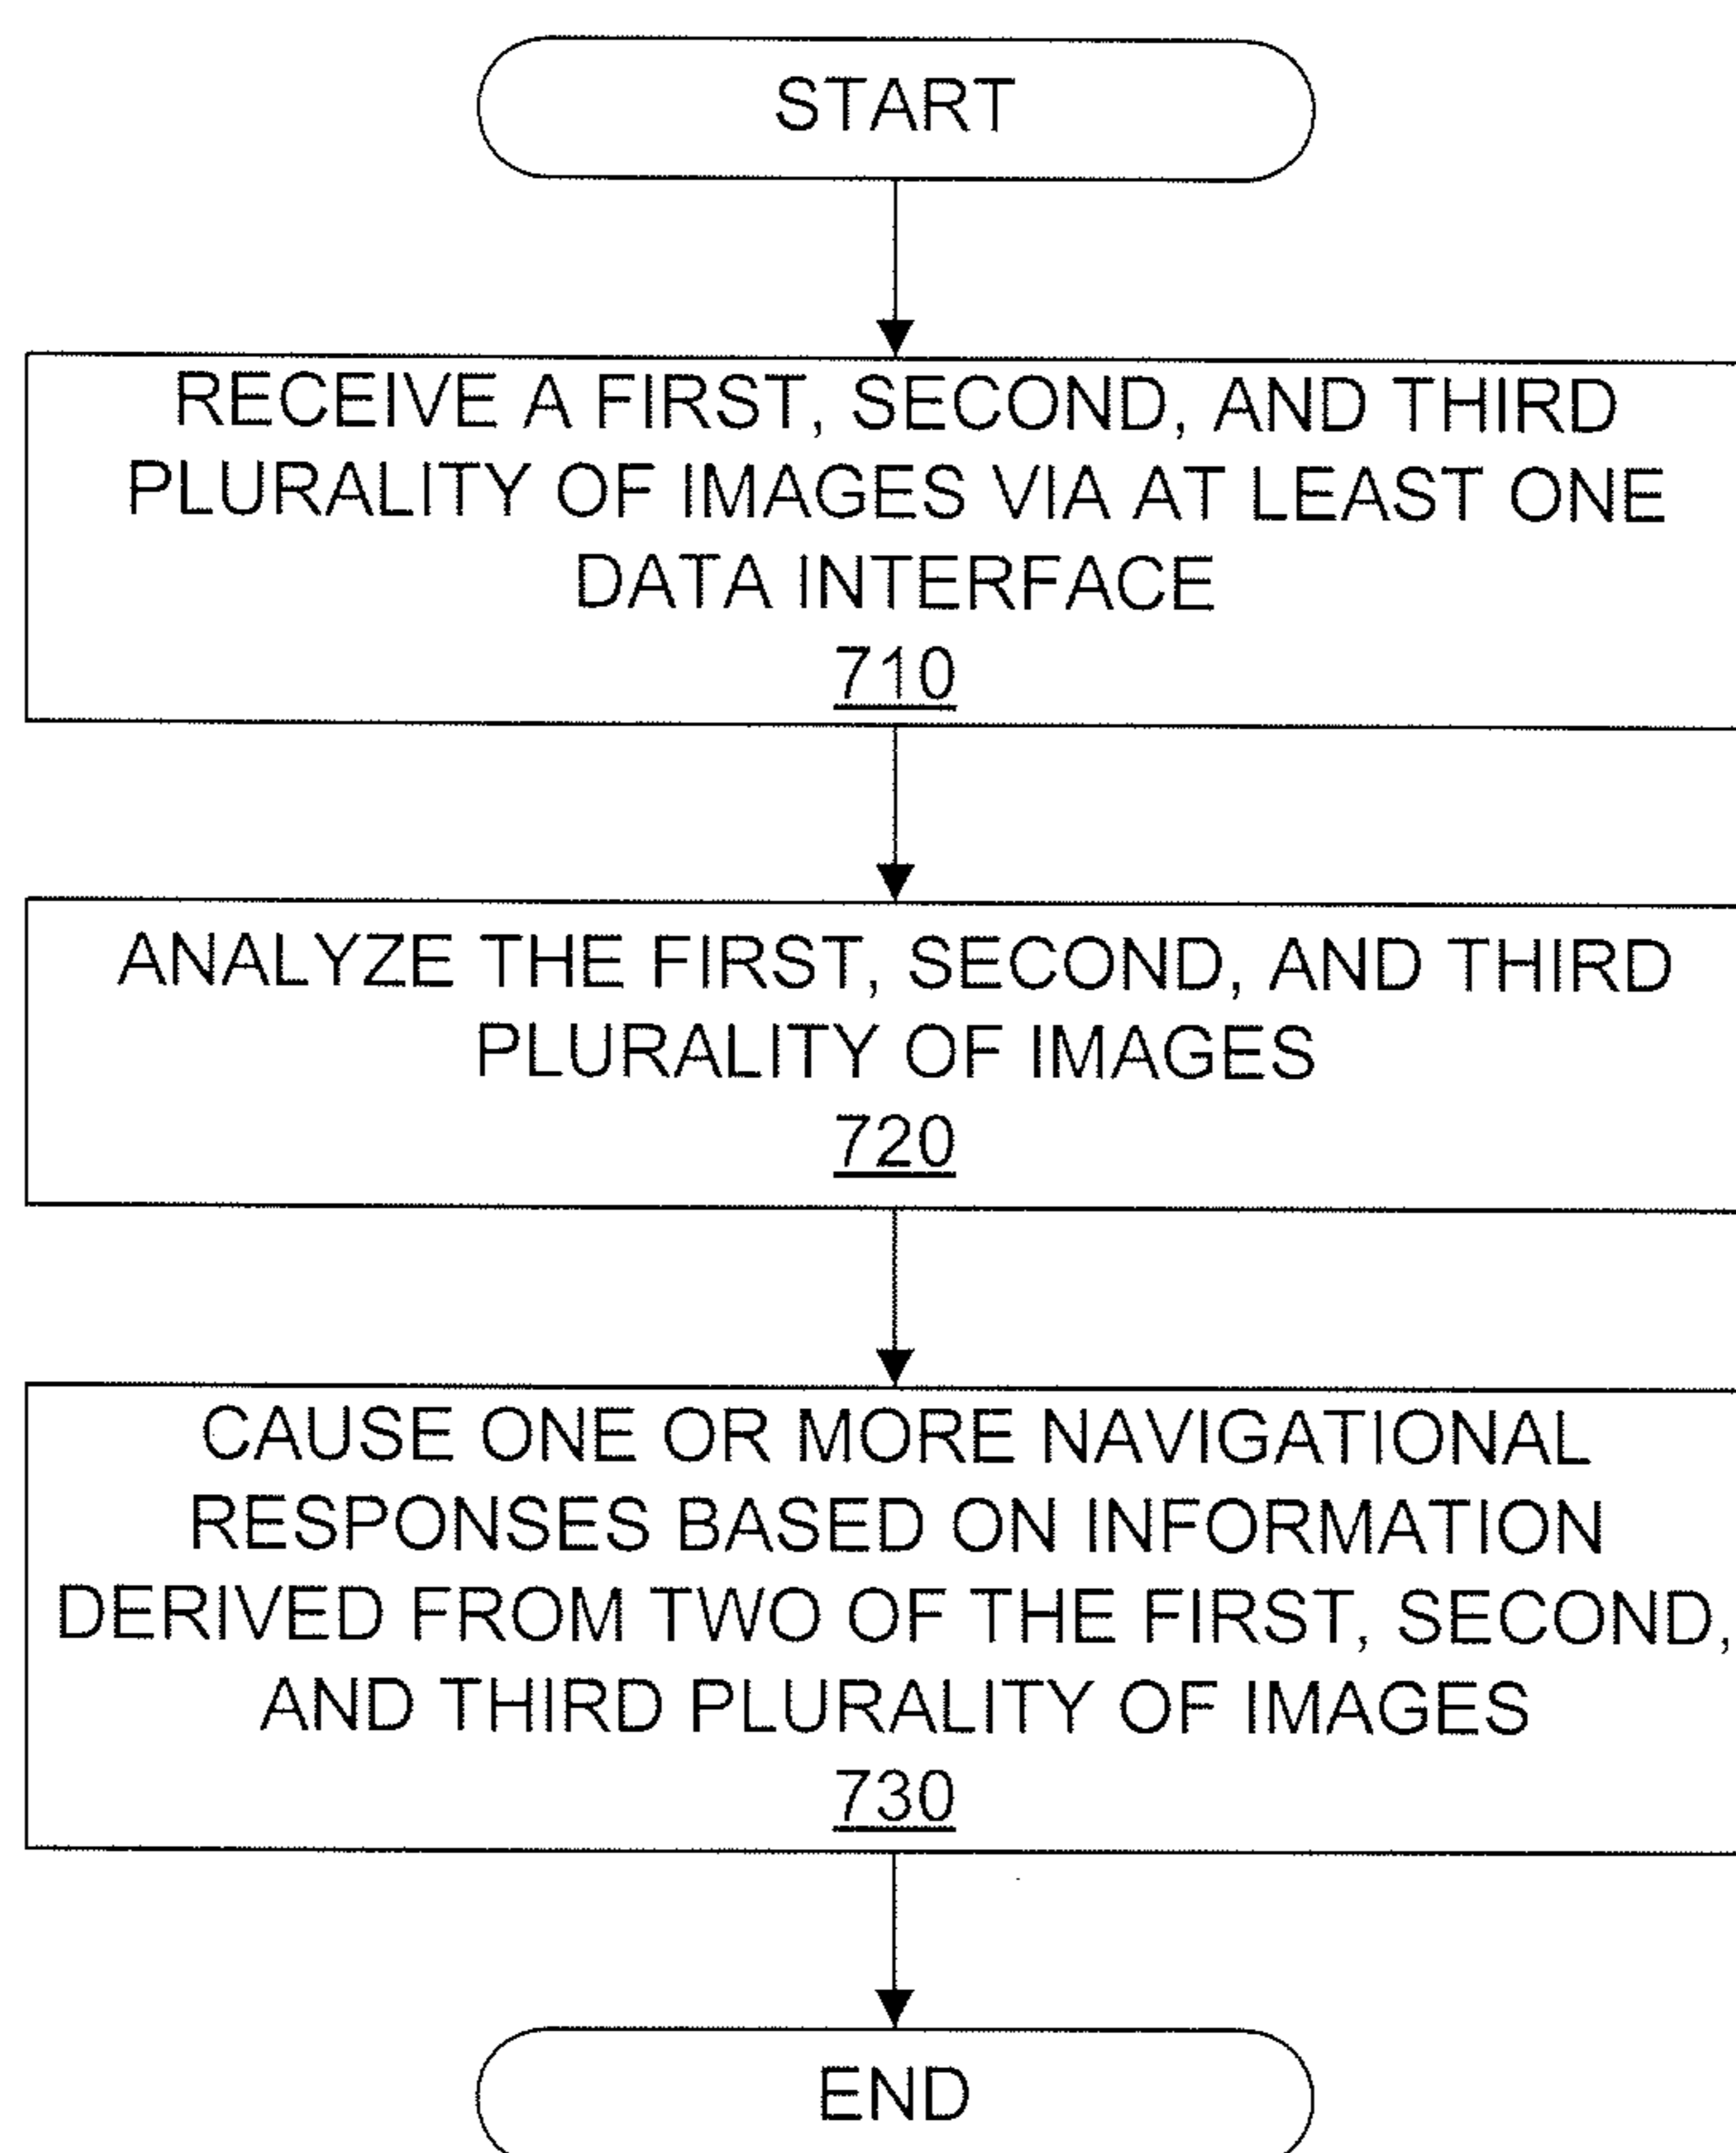 START
RECEIVE A FIRST, SECOND, AND THIRD
PLURALITY OF IMAGES VIA AT LEAST ONE
DATA INTERFACE
710
ANALYZE THE FIRST, SECOND, AND THIRD
PLURALITY OF IMAGES
720
CAUSE ONE OR MORE NAVIGATIONAL
RESPONSES BASED ON INFORMATION
DERIVED FROM TWO OF THE FIRST, SECOND,
AND THIRD PLURALITY OF IMAGES
730
END